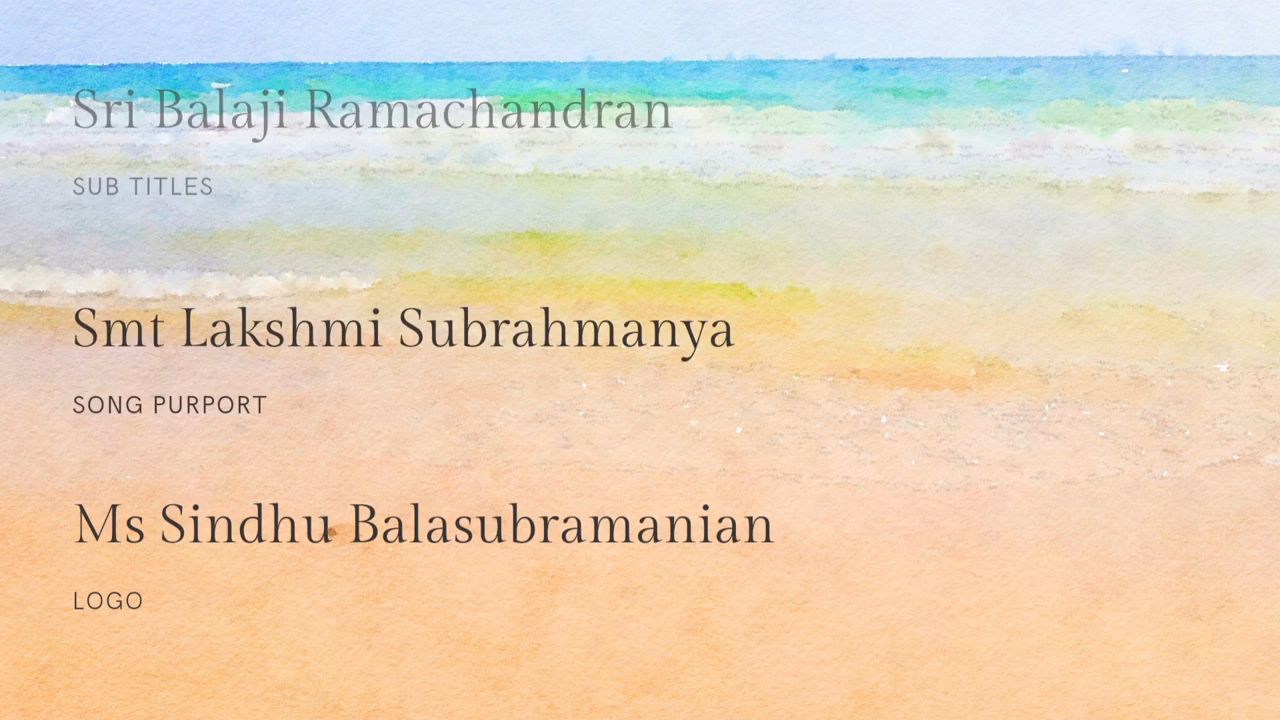 Sri Balaji Ramachandran
SUB TITLES
Smt Lakshmi Subrahmanya
SONG PURPORT
Ms Sindhu Balasubramanian
LOGO